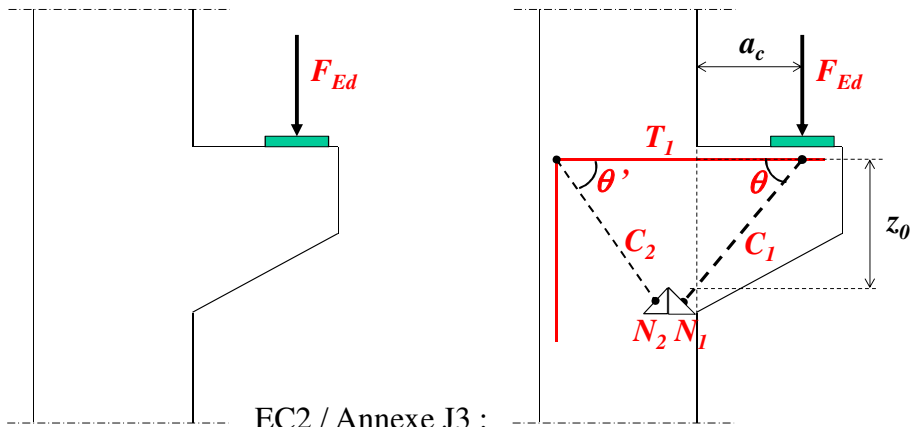 F_Ed
a_c
F_Ed
T_1
θ'
θ
z_0
C_2
C_1
N_2
N_1
EC2 / Annexe J3 :